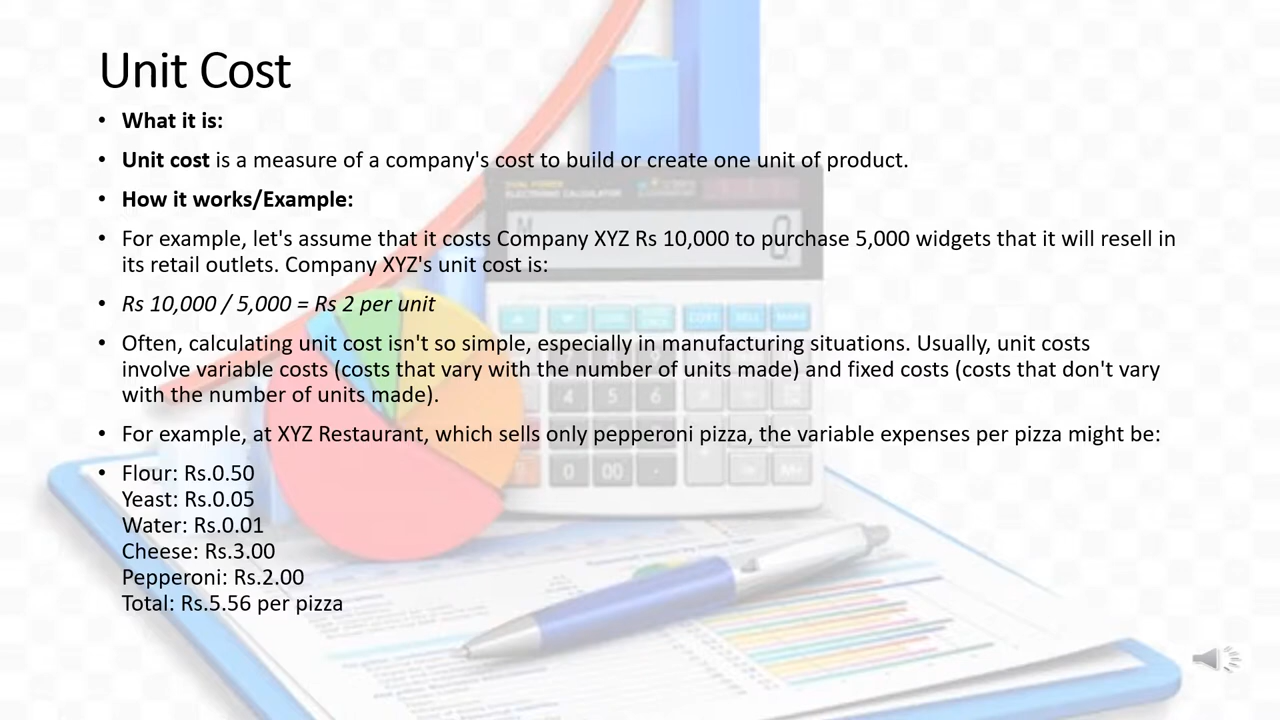 Unit Cost
• What it is:
• Unit cost is a measure of a company's cost to build or create one unit of product.
• How it works/Example:
• For example, let's assume that it costs Company XYZ Rs 10,000 to purchase 5,000 widgets that it will resell in
its retail outlets. Company XYZ's unit cost is:
• Rs 10,000 / 5,000 = Rs 2 per unit
• Often, calculating unit cost isn't so simple, especially in manufacturing situations. Usually, unit costs
involve variable costs (costs that vary with the number of units made) and fixed costs (costs that don't vary
with the number of units made).
• For example, at XYZ Restaurant, which sells only pepperoni pizza, the variable expenses per pizza might be:
• Flour: Rs.0.50
Yeast: Rs.0.05
Water: Rs.0.01
Cheese: Rs.3.00
Pepperoni: Rs.2.00
Total: Rs.5.56 per pizza